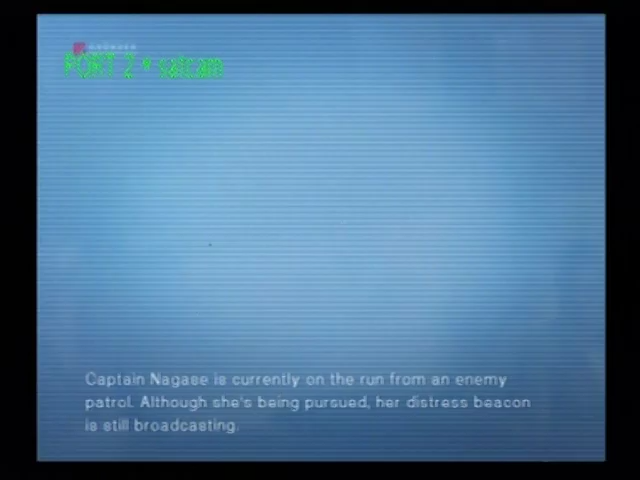 PORT 2 * satcam
Captain Nagase is currently on the run from an enemy
patrol. Although she's being pursued, her distress beacon
is still broadcasting.